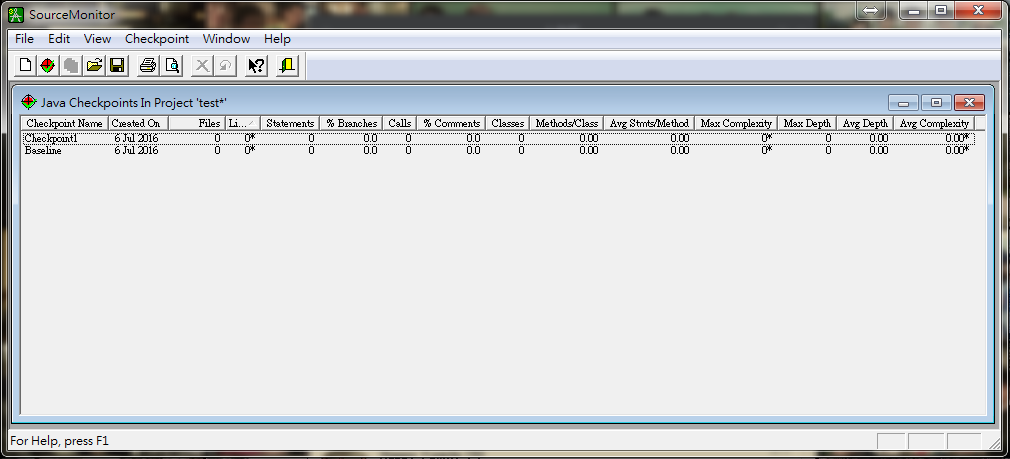 SourceMonitor
File Edit View Checkpoint Window Help
Java Checkpoints In Project 'test*'
Checkpoint Name Created On Files Li... Statements % Branches Calls % Comments Classes Methods/Class Avg Stmts/Method Max Complexity Max Depth Avg Depth Avg Complexity
Checkpoint1 6 Jul 2016 0 0* 0 0.0 0 0.0 0 0.00 0.00 0* 0 0.00 0.00*
Baseline 6 Jul 2016 0 0* 0 0.0 0 0.0 0 0.00 0.00 0* 0 0.00 0.00*
For Help, press F1